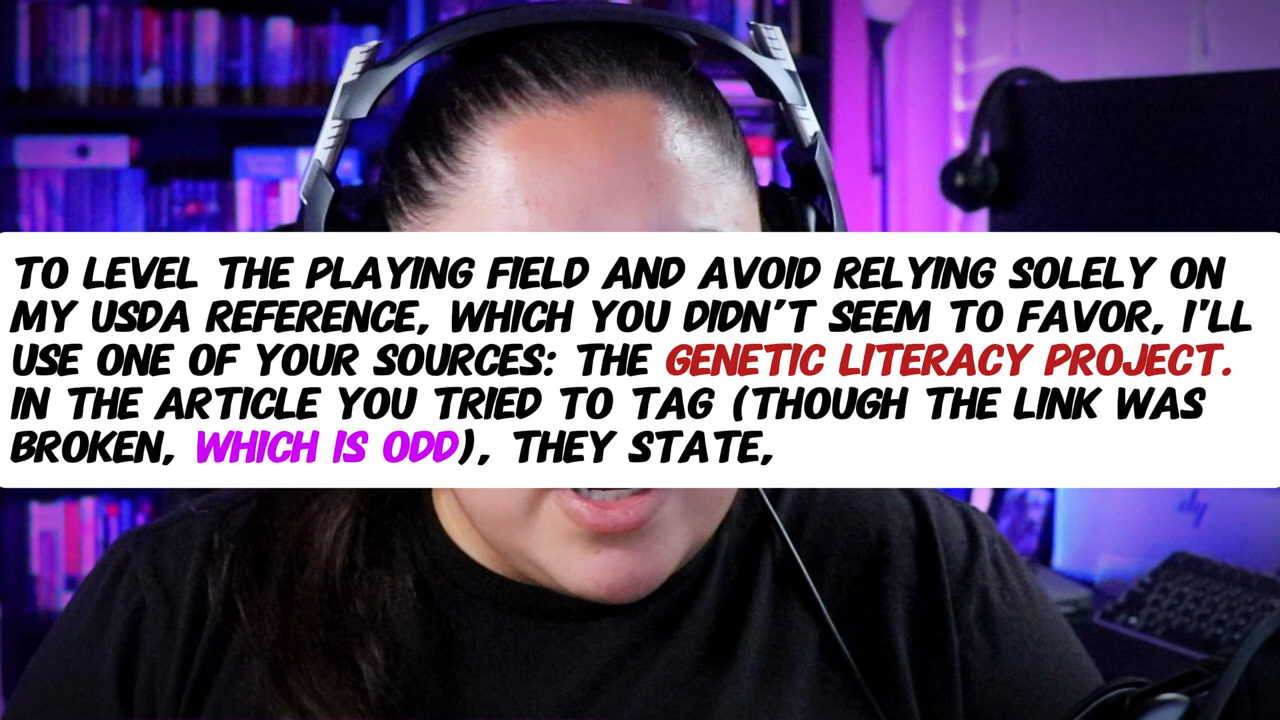 TO LEVEL THE PLAYING FIELD AND AVOID RELYING SOLELY ON
MY USDA REFERENCE, WHICH YOU DIDN'T SEEM TO FAVOR, I'LL
USE ONE OF YOUR SOURCES: THE GENETIC LITERACY PROJECT.
IN THE ARTICLE YOU TRIED TO TAG (THOUGH THE LINK WAS
BROKEN, WHICH IS ODD), THEY STATE,